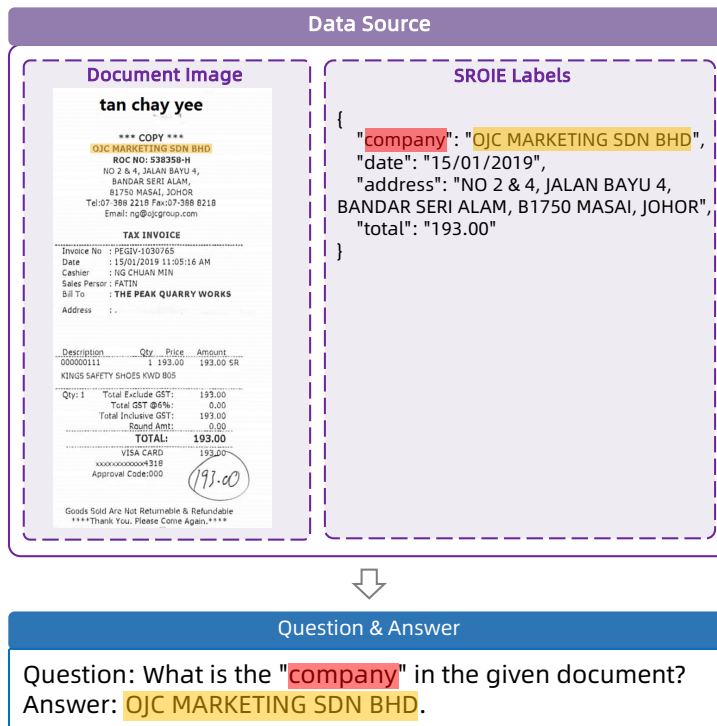 Data Source
Document Image
tan chay yee
*** COPY ***
OJC MARKETING SDN BHD
ROC NO: 538358-H
NO 2 & 4, JALAN BAYU 4,
BANDAR SERI ALAM,
81750 MASAI, JOHOR
Tel:07-388 2218 Fax:07-388 8218
Email: ng@ojcgroup.com
TAX INVOICE
Invoice No : PEGIV-1030765
Date : 15/01/2019 11:05:16 AM
Cashier : NG CHUAN MIN
Sales Persor : FATIN
Bill To : THE PEAK QUARRY WORKS
Address : .
Description Qty Price Amount
000000111 1 193.00 193.00 SR
KINGS SAFETY SHOES KWD 805
Qty: 1 Total Exclude GST: 193.00
Total GST @6%: 0.00
Total Inclusive GST: 193.00
Round Amt: 0.00
TOTAL: 193.00
VISA CARD 193.00
xxxxxxxxxxxx4318
Approval Code:000
193.00
Goods Sold Are Not Returnable & Refundable
****Thank You. Please Come Again.****
SROIE Labels
{
"company": "OJC MARKETING SDN BHD",
"date": "15/01/2019",
"address": "NO 2 & 4, JALAN BAYU 4,
BANDAR SERI ALAM, B1750 MASAI, JOHOR",
"total": "193.00"
}
Question & Answer
Question: What is the "company" in the given document?
Answer: OJC MARKETING SDN BHD.